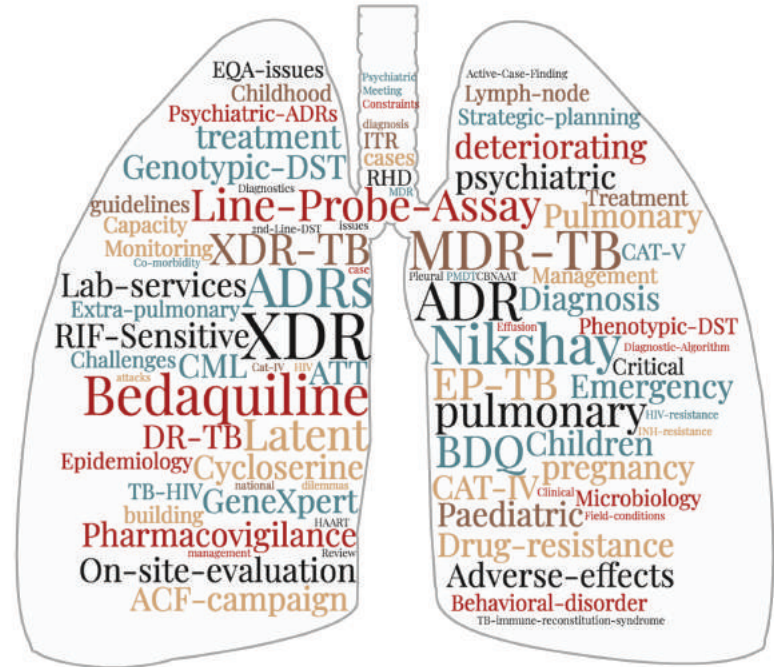 EQA-issues
Childhood
Psychiatric-ADRs
treatment
Genotypic-DST
Diagnostics
guidelines
Line-Probe-Assay
Capacity
2nd-Line-DST
issues
Monitoring
XDR-TB
Co-morbidity
case
Lab-services
ADRs
Extra-pulmonary
RIF-Sensitive
XDR
Challenges
CML
Cat-IV
HIV
ATT
attacks
Bedaquiline
DR-TB
Latent
Epidemiology
Cycloserine
national
dilemmas
TB-HIV
GeneXpert
building
HAART
Pharmacovigilance
management
Review
On-site-evaluation
ACF-campaign
Psychiatric
Meeting
Constraints
diagnosis
ITR
cases
RHD
MDR
Active-Case-Finding
Lymph-node
Strategic-planning
deteriorating
psychiatric
Treatment
Pulmonary
MDR-TB
CAT-V
Pleural
PMDT
CBNAAT
Management
ADR
Diagnosis
Effusion
Phenotypic-DST
Nikshay
Diagnostic-Algorithm
Critical
EP-TB
Emergency
pulmonary
HIV-resistance
INH-resistance
BDQ
Children
pregnancy
CAT-IV
Clinical
Microbiology
Paediatric
Field-conditions
Drug-resistance
Adverse-effects
Behavioral-disorder
TB-immune-reconstitution-syndrome